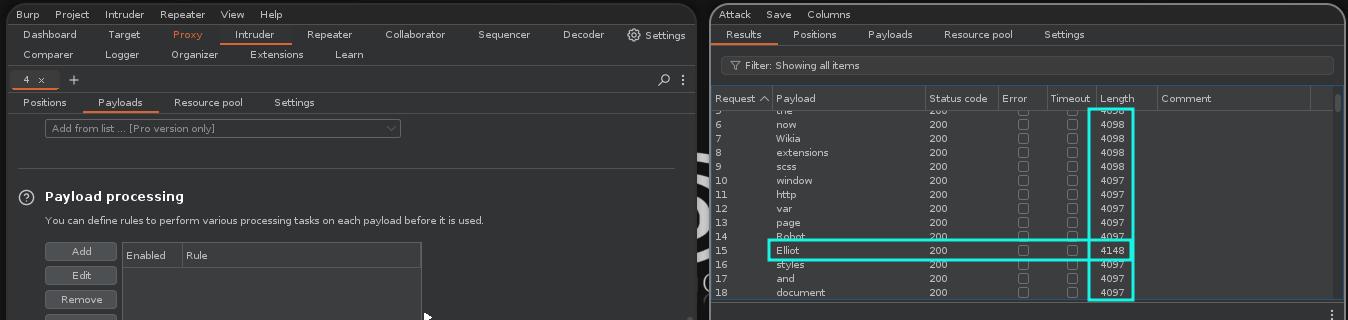 Burp Project Intruder Repeater View Help
Dashboard Target Proxy Intruder Repeater Collaborator Sequencer Decoder Settings
Comparer Logger Organizer Extensions Learn
4 × +
Positions Payloads Resource pool Settings
Add from list ... [Pro version only]
? Payload processing
You can define rules to perform various processing tasks on each payload before it is used.
Add
Edit
Remove
Enabled Rule
Attack Save Columns
Results Positions Payloads Resource pool Settings
Filter: Showing all items
Request Payload Status code Error Timeout Length Comment
5 the 200 4098
6 now 200 4098
7 Wikia 200 4098
8 extensions 200 4098
9 scss 200 4098
10 window 200 4097
11 http 200 4097
12 var 200 4097
13 page 200 4097
14 Robot 200 4097
15 Elliot 200 4148
16 styles 200 4097
17 and 200 4097
18 document 200 4097